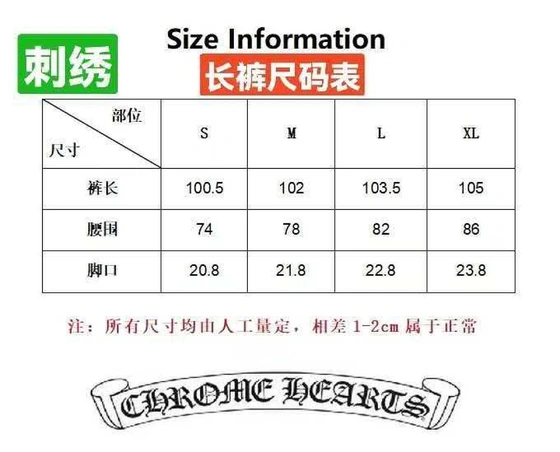 Size Information
刺绣
长裤尺码表
部位
尺寸 S M L XL
裤长 100.5 102 103.5 105
腰围 74 78 82 86
脚口 20.8 21.8 22.8 23.8
注：所有尺寸均由人工量定，相差1-2cm属于正常
CHROME HEARTS